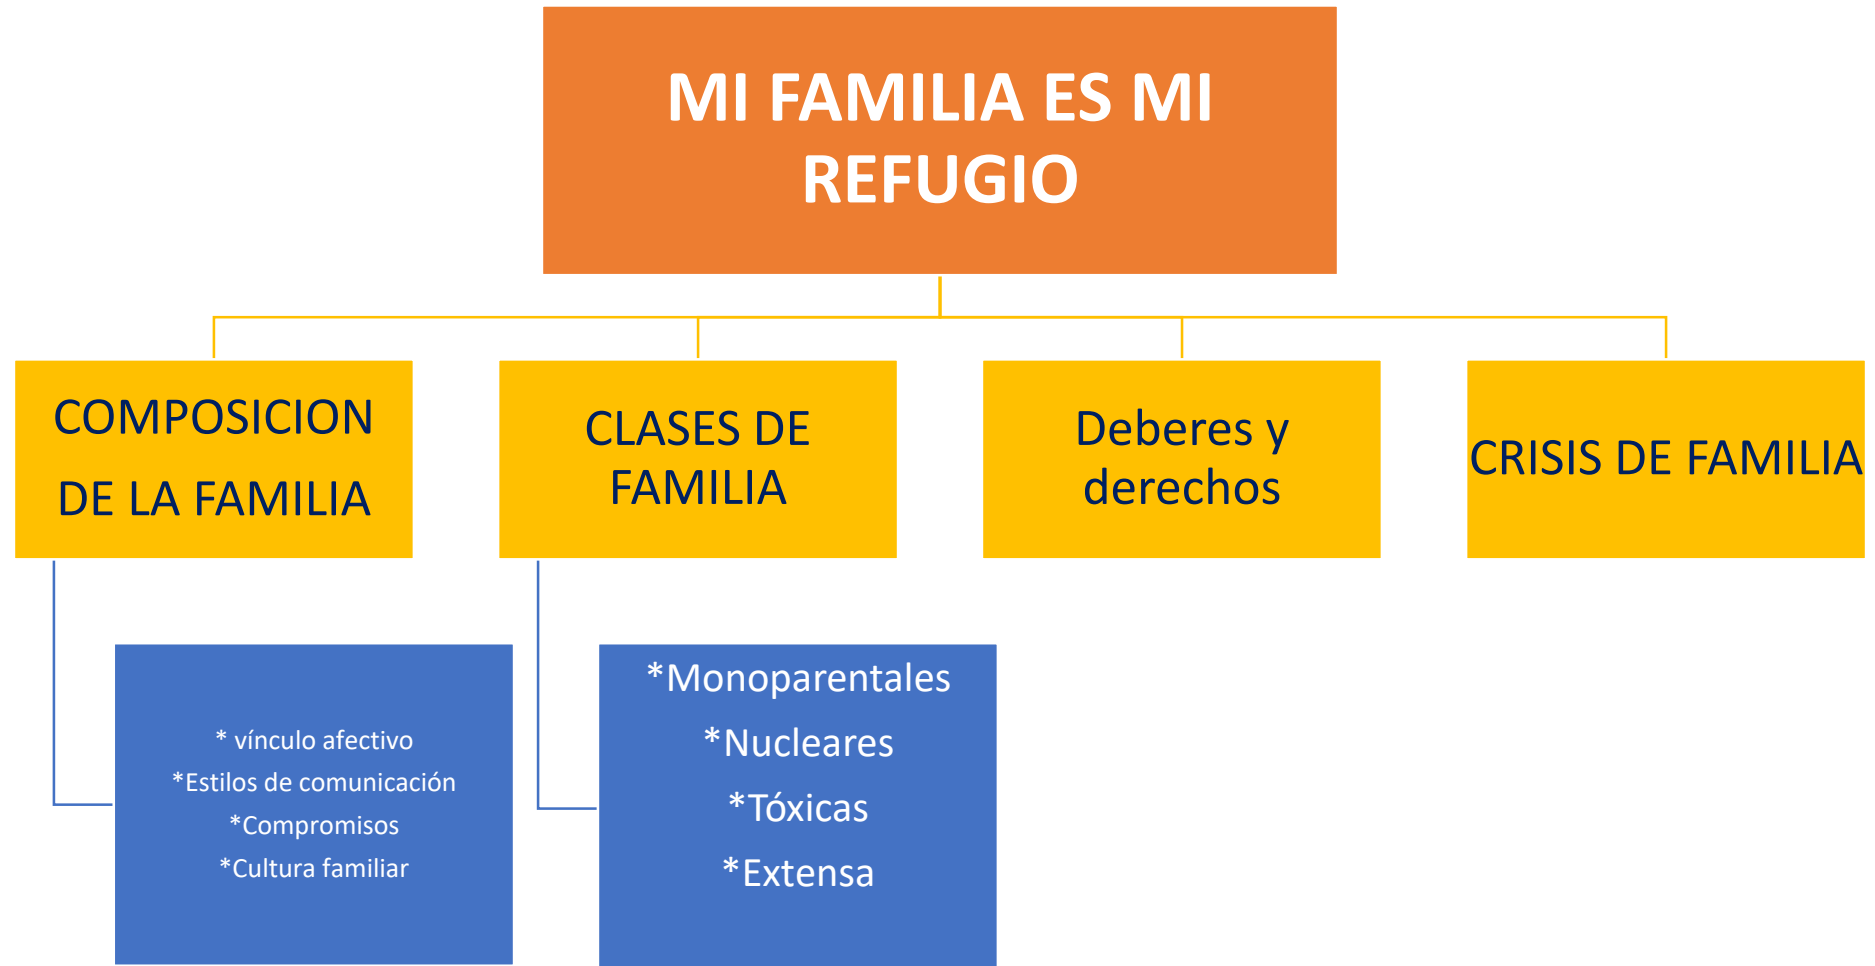 MI FAMILIA ES MI
REFUGIO
COMPOSICION
DE LA FAMILIA
CLASES DE
FAMILIA
Deberes y
derechos
CRISIS DE FAMILIA
* vínculo afectivo
*Estilos de comunicación
*Compromisos
*Cultura familiar
*Monoparentales
*Nucleares
*Tóxicas
*Extensa